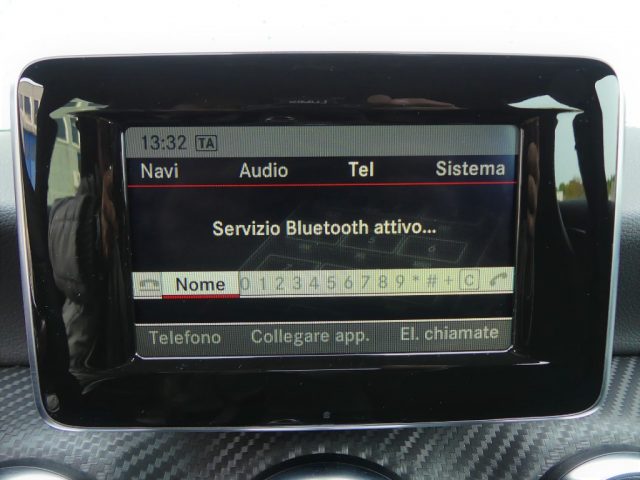 13:32 TA
Navi Audio Tel Sistema
Servizio Bluetooth attivo...
Nome 0 1 2 3 4 5 6 7 8 9 * # + C
Telefono Collegare app. El. chiamate